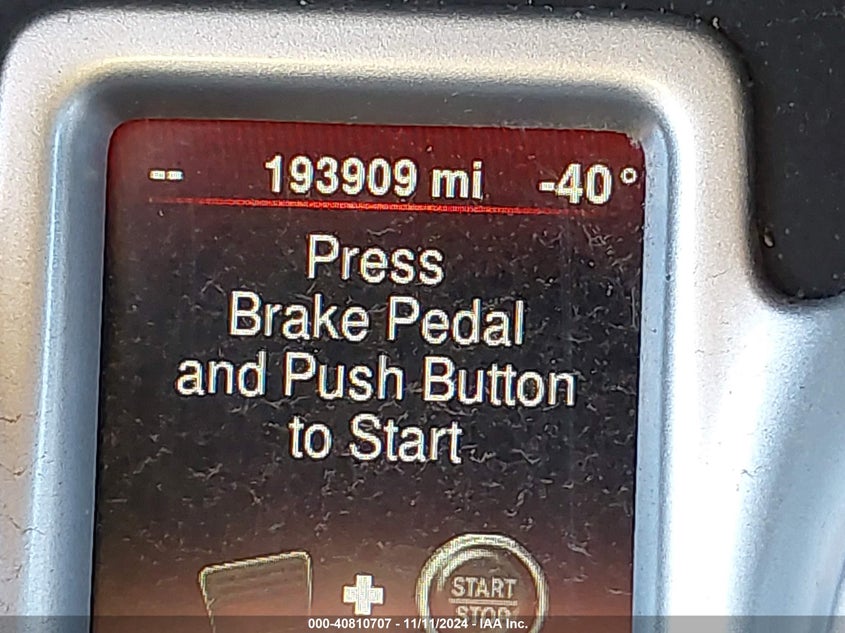 -- 193909 mi -40°
Press
Brake Pedal
and Push Button
to Start
START
STOP
000-40810707 - 11/11/2024 - IAA Inc.